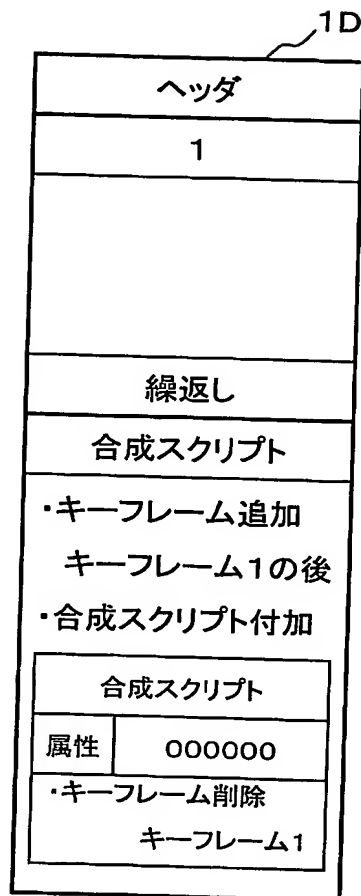 1D
ヘッダ
1
繰返し
合成スクリプト
・キーフレーム追加
キーフレーム1の後
・合成スクリプト付加
合成スクリプト
属性 000000
・キーフレーム削除
キーフレーム1